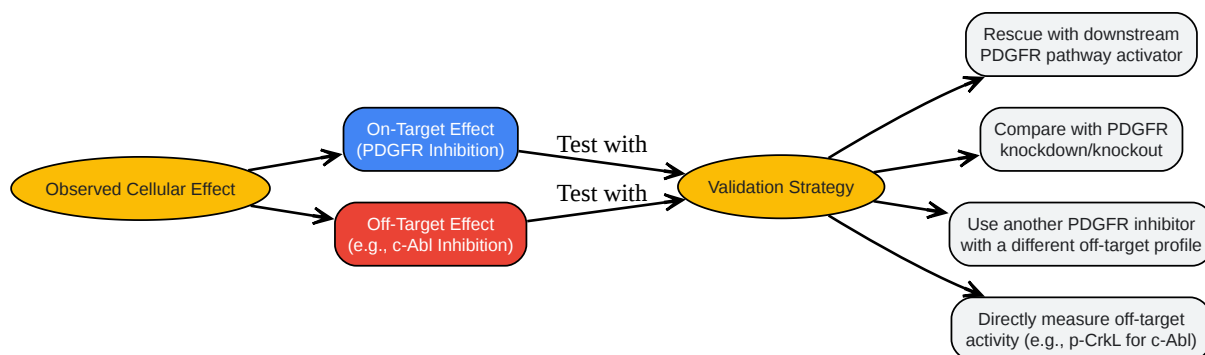 Observed Cellular Effect
On-Target Effect
(PDGFR Inhibition)
Off-Target Effect
(e.g., c-Abl Inhibition)
Test with
Test with
Validation Strategy
Rescue with downstream
PDGFR pathway activator
Compare with PDGFR
knockdown/knockout
Use another PDGFR inhibitor
with a different off-target profile
Directly measure off-target
activity (e.g., p-CrkL for c-Abl)